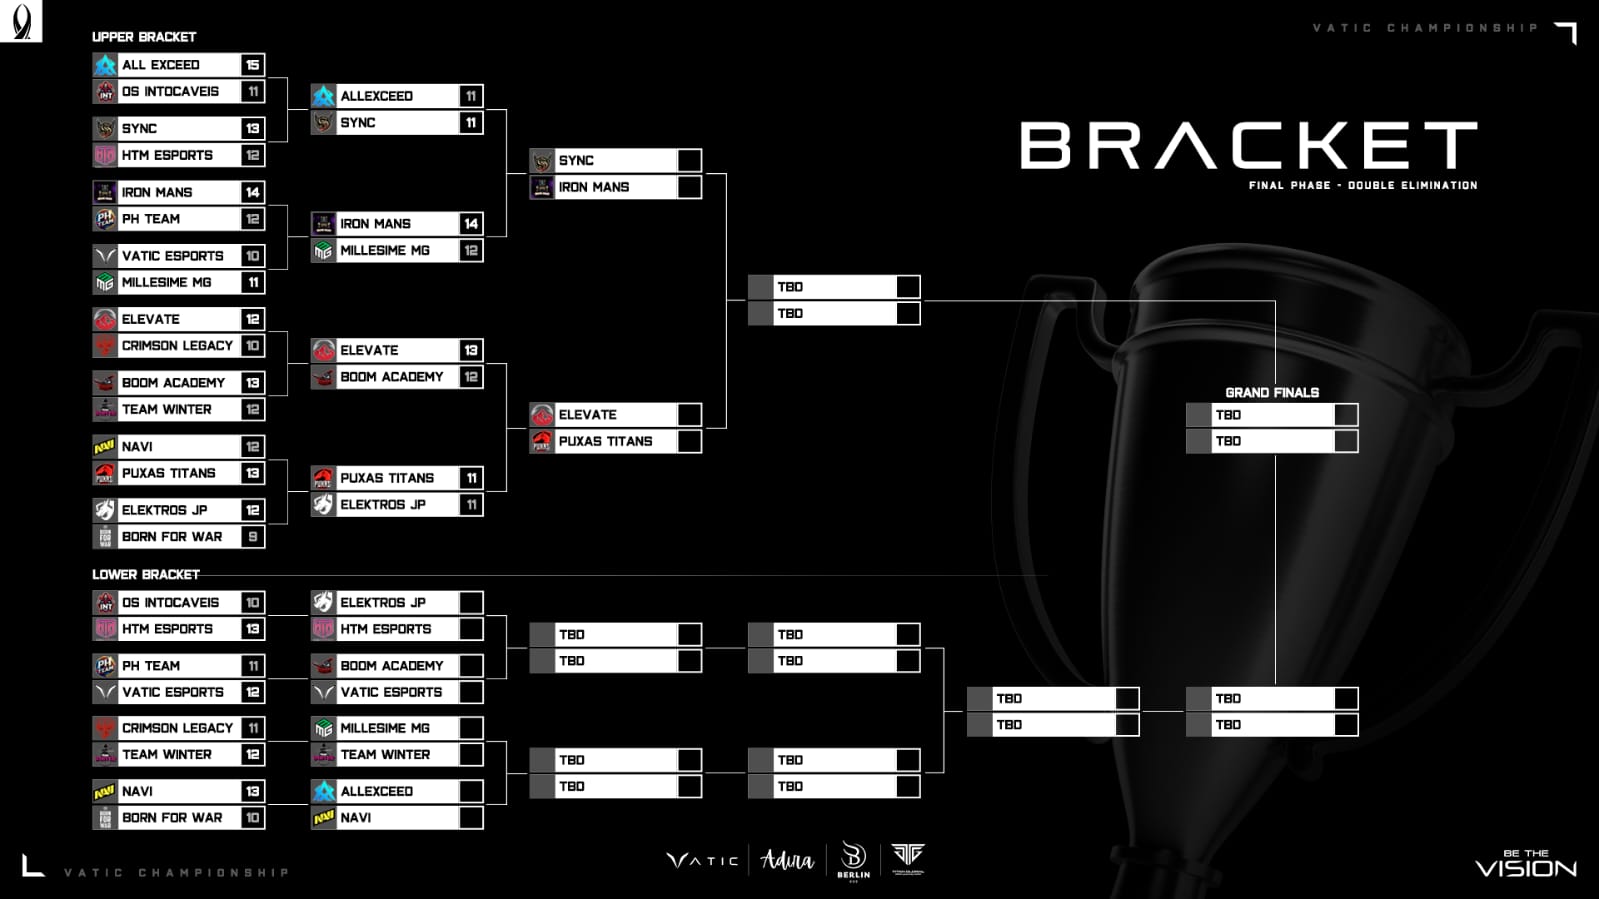 VATIC CHAMPIONSHIP
BRACKET
FINAL PHASE - DOUBLE ELIMINATION
UPPER BRACKET
ALL EXCEED 15
OS INTOCAVEIS 11
SYNC 13
HTM ESPORTS 12
IRON MANS 14
PH TEAM 12
VATIC ESPORTS 10
MILLESIME MG 11
ELEVATE 12
CRIMSON LEGACY 10
BOOM ACADEMY 13
TEAM WINTER 12
NAVI 12
PUXAS TITANS 13
ELEKTROS JP 12
BORN FOR WAR 9
ALLEXCEED 11
SYNC 11
IRON MANS 14
MILLESIME MG 12
ELEVATE 13
BOOM ACADEMY 12
PUXAS TITANS 11
ELEKTROS JP 11
SYNC
IRON MANS
ELEVATE
PUXAS TITANS
TBD
TBD
GRAND FINALS
TBD
TBD
LOWER BRACKET
OS INTOCAVEIS 10
HTM ESPORTS 13
PH TEAM 11
VATIC ESPORTS 12
CRIMSON LEGACY 11
TEAM WINTER 12
NAVI 13
BORN FOR WAR 10
ELEKTROS JP
HTM ESPORTS
BOOM ACADEMY
VATIC ESPORTS
MILLESIME MG
TEAM WINTER
ALLEXCEED
NAVI
TBD
TBD
TBD
TBD
TBD
TBD
TBD
TBD
TBD
TBD
TBD
TBD
VATIC CHAMPIONSHIP
VATIC
Adira
BERLIN
BE THE
VISION